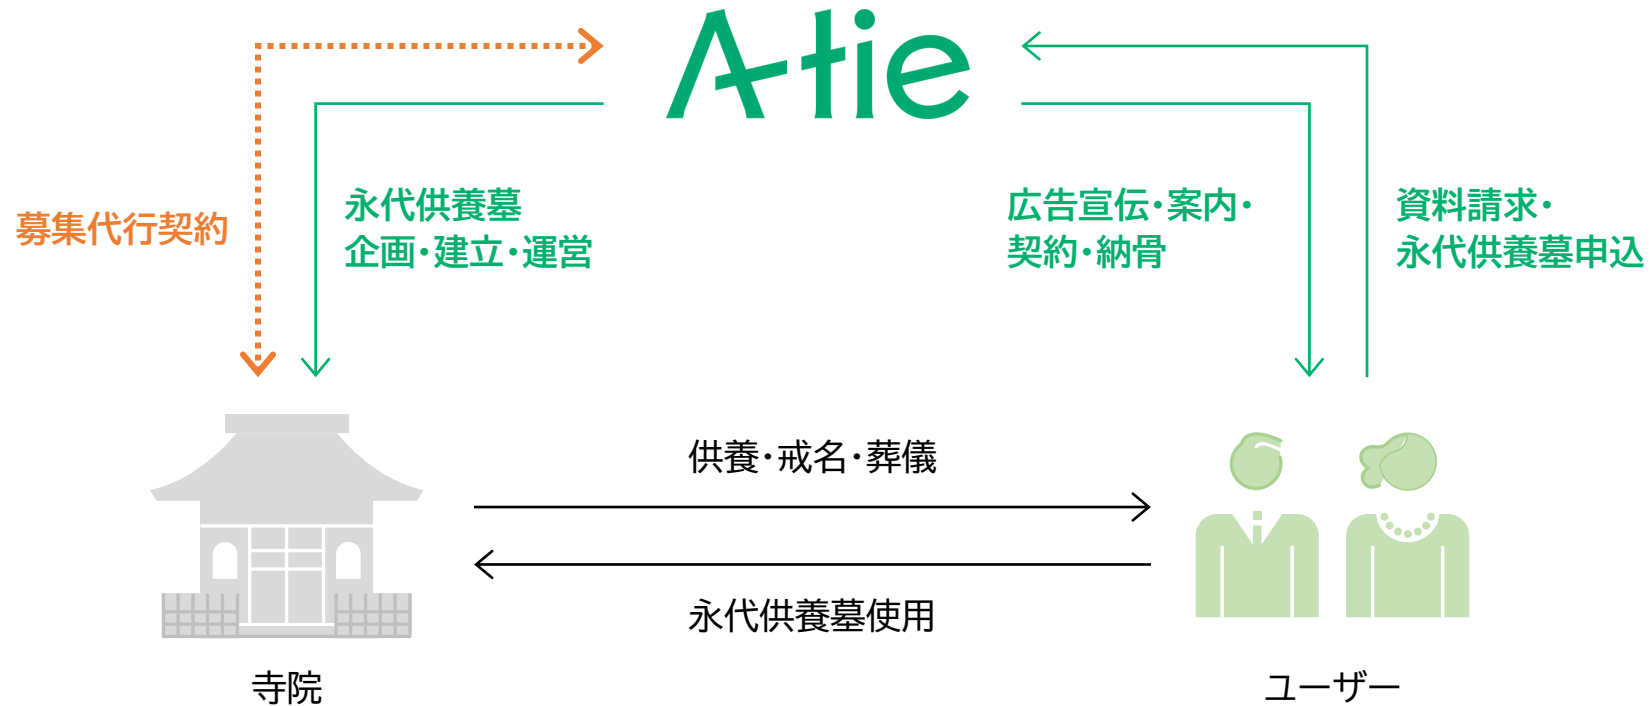 A-tie
募集代行契約
永代供養墓
企画・建立・運営
広告宣伝・案内・
契約・納骨
資料請求・
永代供養墓申込
供養・戒名・葬儀
永代供養墓使用
寺院
ユーザー